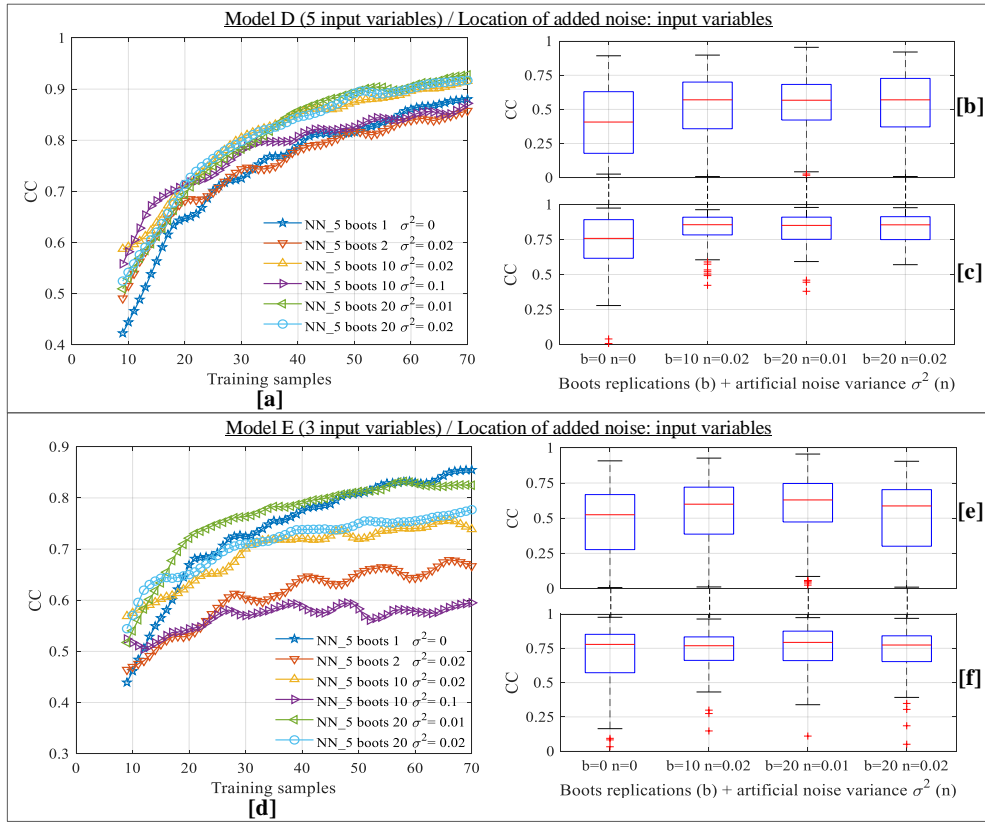 Model D (5 input variables) / Location of added noise: input variables
1
0.9
0.8
0.7
0.6
0.5
0.4
CC
0
10
20
30
40
50
60
70
Training samples
NN_5 boots 1 σ²= 0
NN_5 boots 2 σ²= 0.02
NN_5 boots 10 σ²= 0.02
NN_5 boots 10 σ²= 0.1
NN_5 boots 20 σ²= 0.01
NN_5 boots 20 σ²= 0.02
[a]
1
0.75
0.5
0.25
0
CC
[b]
1
0.75
0.5
0.25
0
CC
[c]
b=0 n=0
b=10 n=0.02
b=20 n=0.01
b=20 n=0.02
Boots replications (b) + artificial noise variance σ² (n)
Model E (3 input variables) / Location of added noise: input variables
0.9
0.8
0.7
0.6
0.5
0.4
0.3
CC
0
10
20
30
40
50
60
70
Training samples
NN_5 boots 1 σ²= 0
NN_5 boots 2 σ²= 0.02
NN_5 boots 10 σ²= 0.02
NN_5 boots 10 σ²= 0.1
NN_5 boots 20 σ²= 0.01
NN_5 boots 20 σ²= 0.02
[d]
1
0.75
0.5
0.25
0
CC
[e]
1
0.75
0.5
0.25
0
CC
[f]
b=0 n=0
b=10 n=0.02
b=20 n=0.01
b=20 n=0.02
Boots replications (b) + artificial noise variance σ² (n)